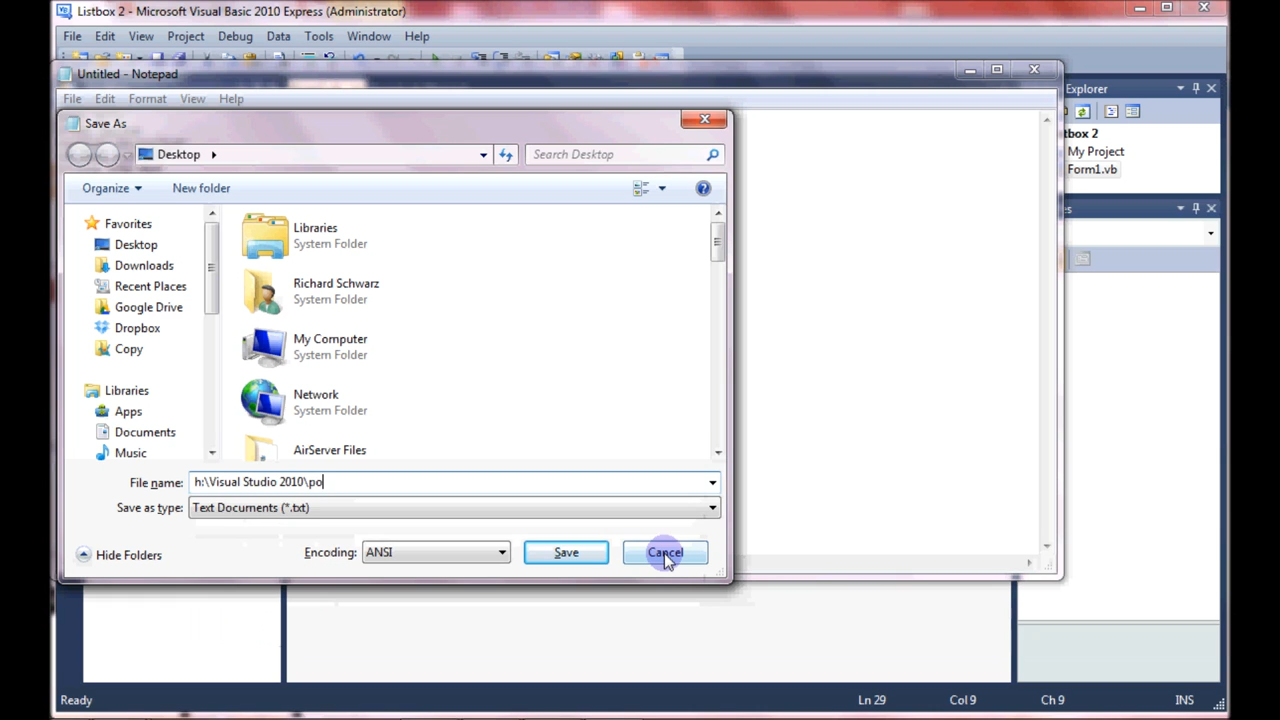 Listbox 2 - Microsoft Visual Basic 2010 Express (Administrator)
File Edit View Project Debug Data Tools Window Help
Untitled - Notepad
File Edit Format View Help
Explorer
Save As
Desktop
Search Desktop
tbox 2
My Project
Form1.vb
Organize
New folder
es
Favorites
Desktop
Downloads
Recent Places
Google Drive
Dropbox
Copy
Libraries
Apps
Documents
Music
Libraries
System Folder
Richard Schwarz
System Folder
My Computer
System Folder
Network
System Folder
AirServer Files
File name: h:\Visual Studio 2010\po
Save as type: Text Documents (*.txt)
Hide Folders
Encoding: ANSI
Save
Cancel
Ready
Ln 29
Col 9
Ch 9
INS